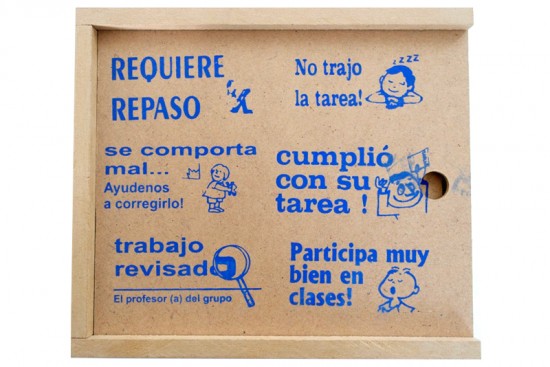 REQUIERE
REPASO
No trajo
la tarea!
zzzz
se comporta
mal...
Ayudenos
a corregirlo!
cumplió
con su
tarea !
trabajo
revisado
El profesor (a) del grupo
Participa muy
bien en
clases!